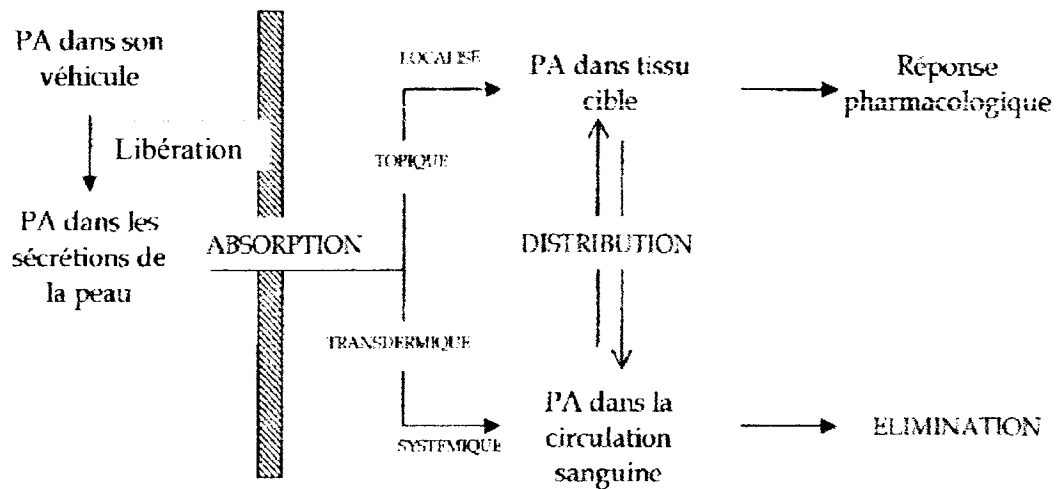 PA dans son
véhicule
Libération
PA dans les
sécrétions de
la peau
ABSORPTION
LOCALISE
TOPIQUE
TRANSDERMIQUE
SYSTEMIQUE
PA dans tissu
cible
DISTRIBUTION
PA dans la
circulation
sanguine
Réponse
pharmacologique
ELIMINATION